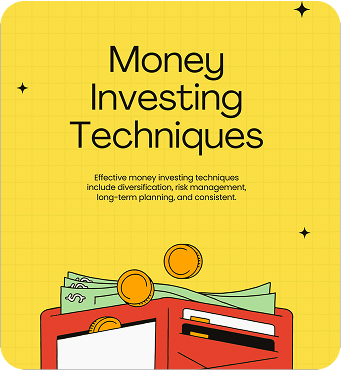 Money
Investing
Techniques
Effective money investing techniques
include diversification, risk management,
long-term planning, and consistent.
$
$